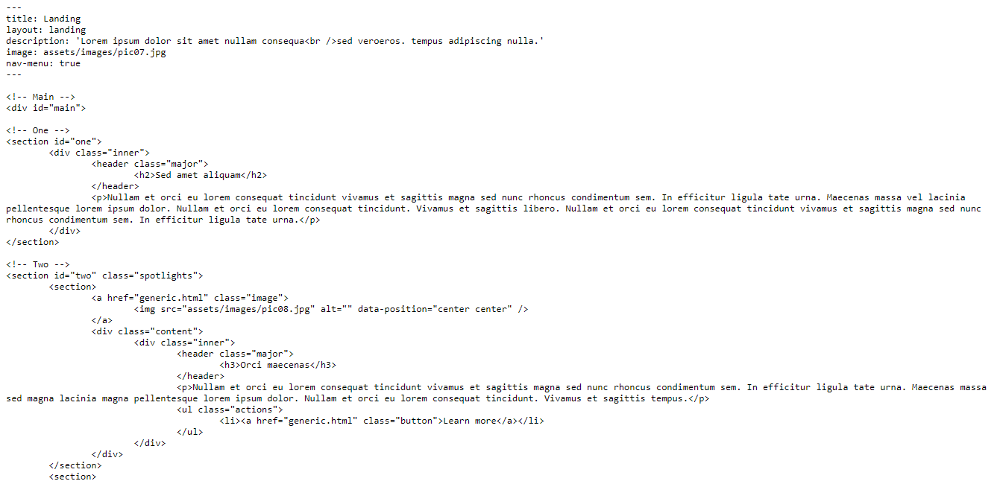 ---
title: Landing
layout: landing
description: 'Lorem ipsum dolor sit amet nullam consequa<br />sed veroeros. tempus adipiscing nulla.'
image: assets/images/pic07.jpg
nav-menu: true
---

<!-- Main -->
<div id="main">

<!-- One -->
<section id="one">
	<div class="inner">
		<header class="major">
			<h2>Sed amet aliquam</h2>
		</header>
		<p>Nullam et orci eu lorem consequat tincidunt vivamus et sagittis magna sed nunc rhoncus condimentum sem. In efficitur ligula tate urna. Maecenas massa vel lacinia
pellentesque lorem ipsum dolor. Nullam et orci eu lorem consequat tincidunt. Vivamus et sagittis libero. Nullam et orci eu lorem consequat tincidunt vivamus et sagittis magna sed nunc
rhoncus condimentum sem. In efficitur ligula tate urna.</p>
	</div>
</section>

<!-- Two -->
<section id="two" class="spotlights">
	<section>
		<a href="generic.html" class="image">
			<img src="assets/images/pic08.jpg" alt="" data-position="center center" />
		</a>
		<div class="content">
			<div class="inner">
				<header class="major">
					<h3>Orci maecenas</h3>
				</header>
				<p>Nullam et orci eu lorem consequat tincidunt vivamus et sagittis magna sed nunc rhoncus condimentum sem. In efficitur ligula tate urna. Maecenas massa
sed magna lacinia magna pellentesque lorem ipsum dolor. Nullam et orci eu lorem consequat tincidunt. Vivamus et sagittis tempus.</p>
				<ul class="actions">
					<li><a href="generic.html" class="button">Learn more</a></li>
				</ul>
			</div>
		</div>
	</section>
	<section>